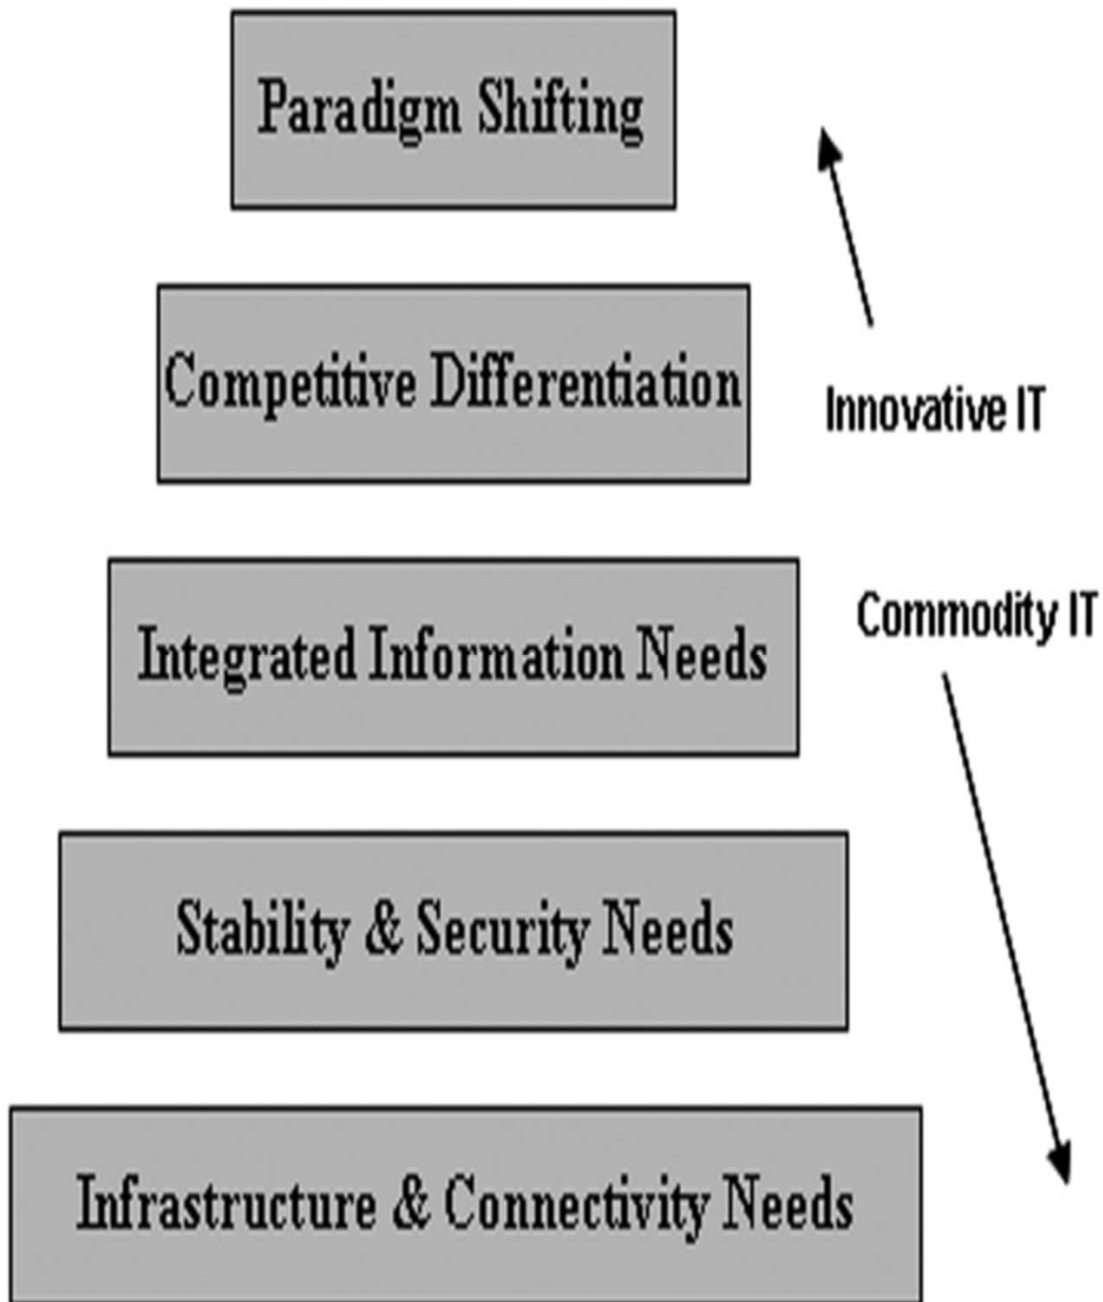 Paradigm Shifting
Competitive Differentiation
Innovative IT
Integrated Information Needs
Commodity IT
Stability & Security Needs
Infrastructure & Connectivity Needs